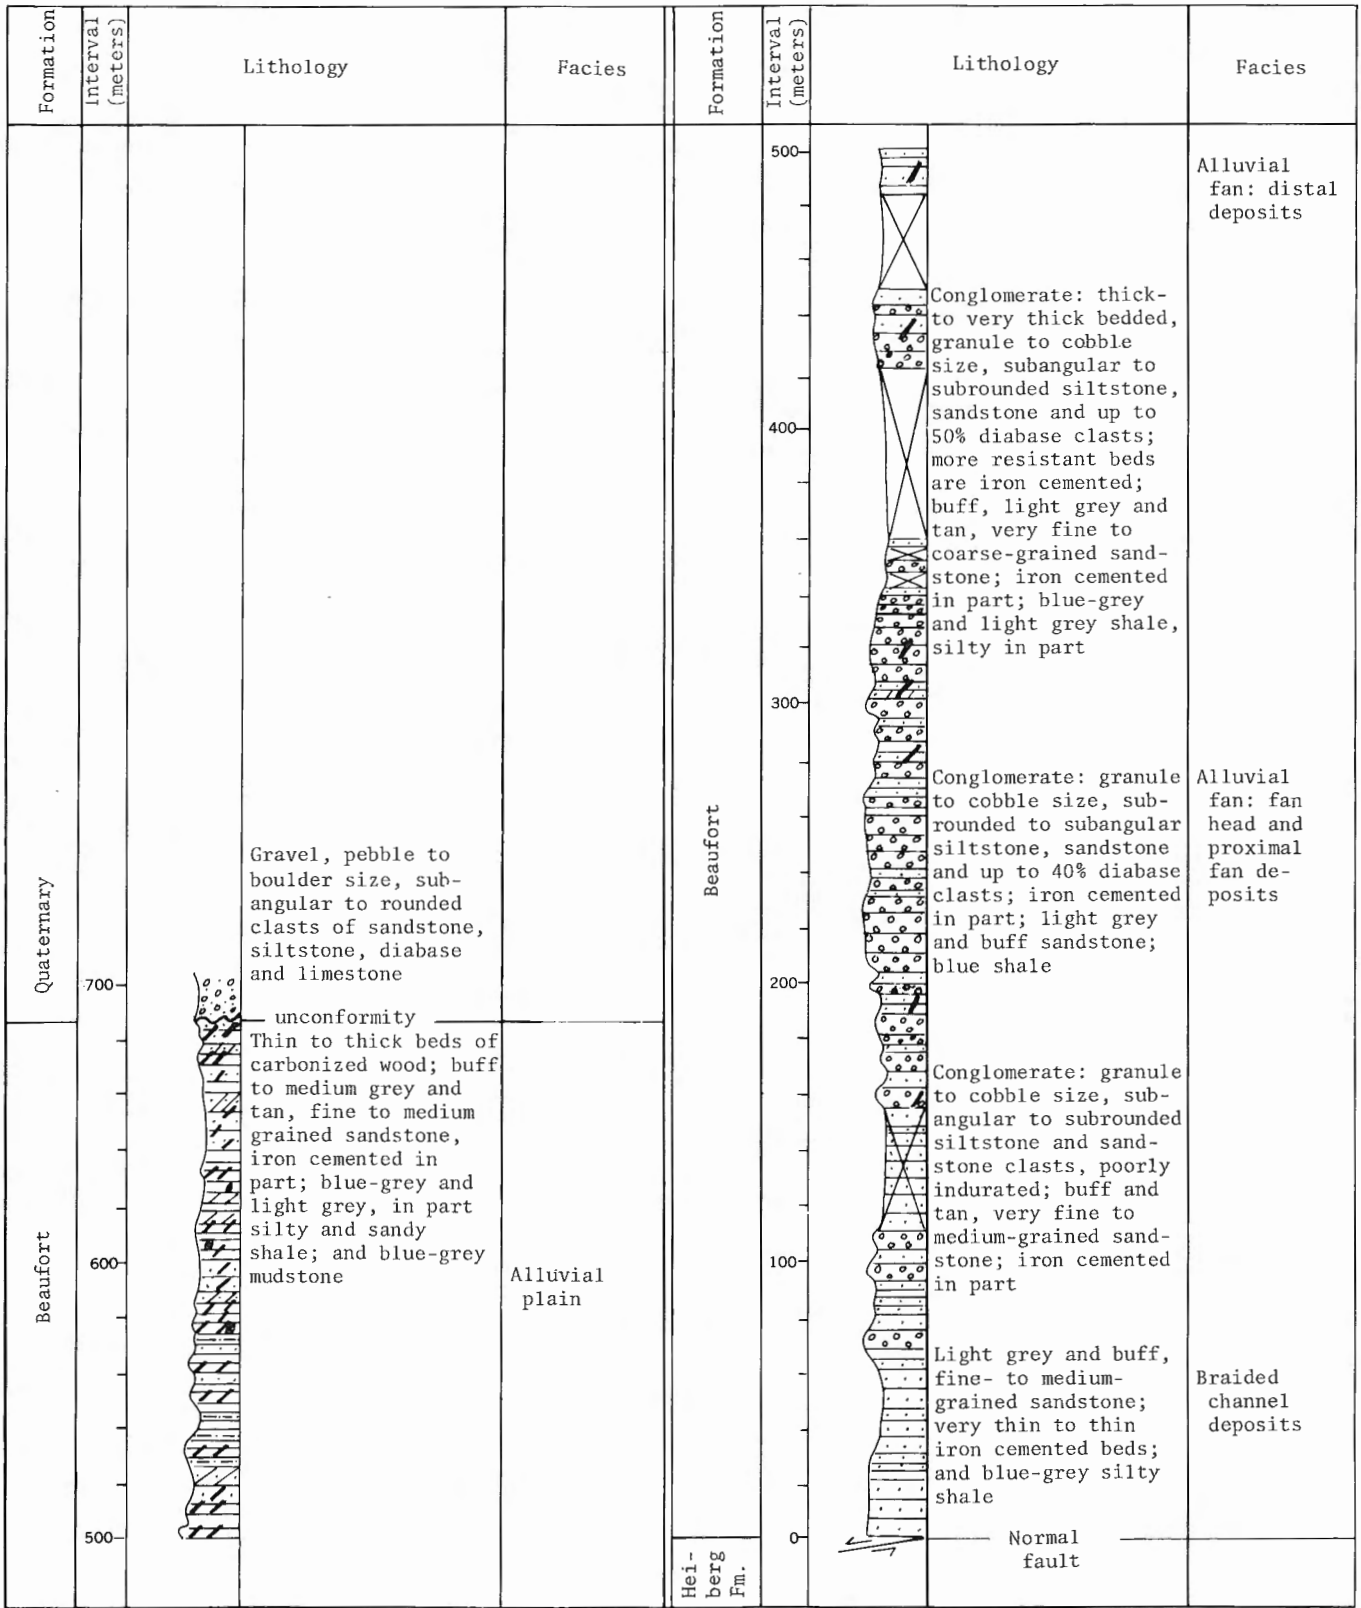 Formation
Interval
(meters)
Lithology
Facies
Quaternary
Beaufort
700
600
500
Gravel, pebble to
boulder size, sub-
angular to rounded
clasts of sandstone,
siltstone, diabase
and limestone
unconformity
Thin to thick beds of
carbonized wood; buff
to medium grey and
tan, fine to medium
grained sandstone,
iron cemented in
part; blue-grey and
light grey, in part
silty and sandy
shale; and blue-grey
mudstone
Alluvial
plain
Formation
Interval
(meters)
Lithology
Facies
Beaufort
Hei-
berg
Fm.
500
400
300
200
100
0
Conglomerate: thick-
to very thick bedded,
granule to cobble
size, subangular to
subrounded siltstone,
sandstone and up to
50% diabase clasts;
more resistant beds
are iron cemented;
buff, light grey and
tan, very fine to
coarse-grained sand-
stone; iron cemented
in part; blue-grey
and light grey shale,
silty in part
Conglomerate: granule
to cobble size, sub-
rounded to subangular
siltstone, sandstone
and up to 40% diabase
clasts; iron cemented
in part; light grey
and buff sandstone;
blue shale
Conglomerate: granule
to cobble size, sub-
angular to subrounded
siltstone and sand-
stone clasts, poorly
indurated; buff and
tan, very fine to
medium-grained sand-
stone; iron cemented
in part
Light grey and buff,
fine- to medium-
grained sandstone;
very thin to thin
iron cemented beds;
and blue-grey silty
shale
Normal
fault
Alluvial
fan: distal
deposits
Alluvial
fan: fan
head and
proximal
fan de-
posits
Braided
channel
deposits